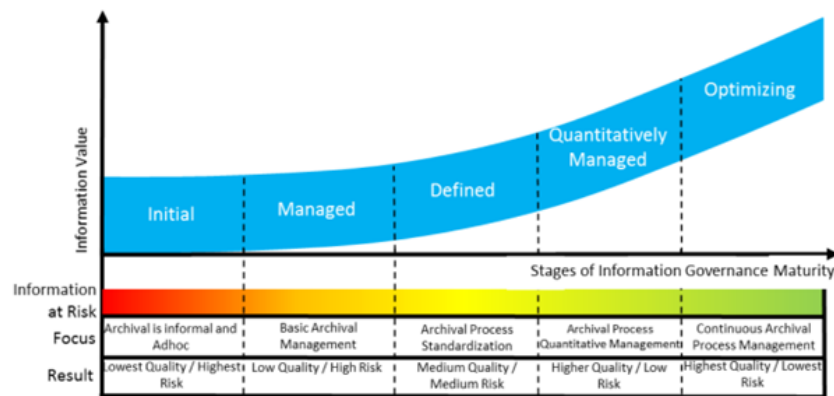 Information Value
Initial
Managed
Defined
Quantitatively
Managed
Optimizing
Stages of Information Governance Maturity
Information
at Risk
Focus
Archival is informal and
Adhoc
Basic Archival
Management
Archival Process
Standardization
Archival Process
Quantitative Management
Continuous Archival
Process Management
Result
Lowest Quality / Highest
Risk
Low Quality / High Risk
Medium Quality /
Medium Risk
Higher Quality / Low
Risk
Highest Quality / Lowest
Risk